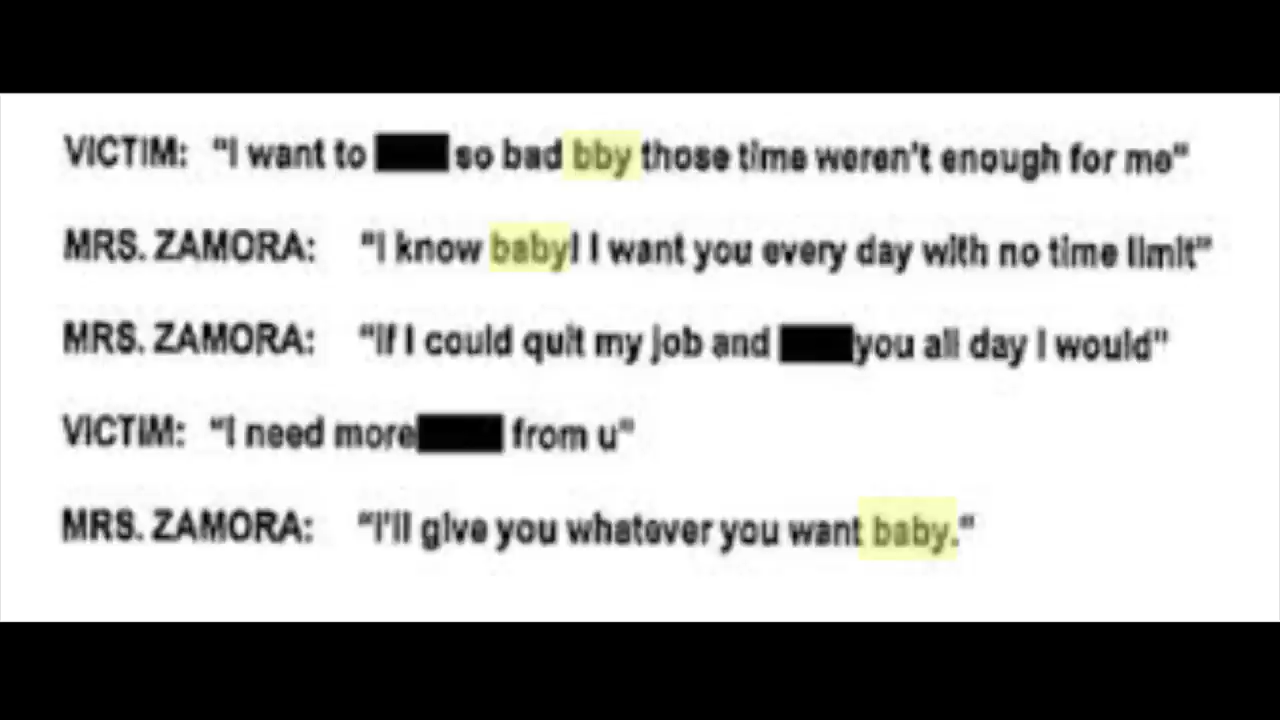 VICTIM: "I want to so bad bby those time weren't enough for me"
MRS. ZAMORA: "I know baby! I want you every day with no time limit"
MRS. ZAMORA: "If I could quit my job and you all day I would"
VICTIM: "I need more from u"
MRS. ZAMORA: "I'll give you whatever you want baby."